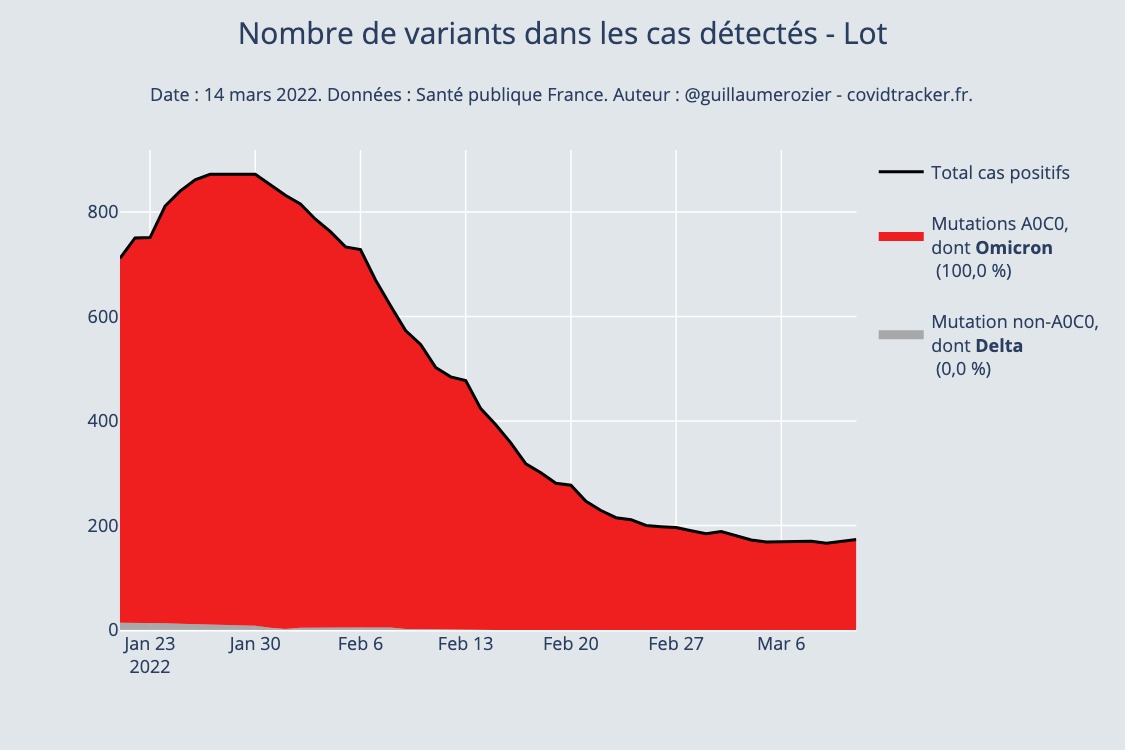 Nombre de variants dans les cas détectés - Lot
Date : 14 mars 2022. Données : Santé publique France. Auteur : @guillaumerozier - covidtracker.fr.
Total cas positifs
Mutations A0C0,
dont Omicron
(100,0 %)
Mutation non-A0C0,
dont Delta
(0,0 %)
800
600
400
200
0
Jan 23
2022
Jan 30
Feb 6
Feb 13
Feb 20
Feb 27
Mar 6